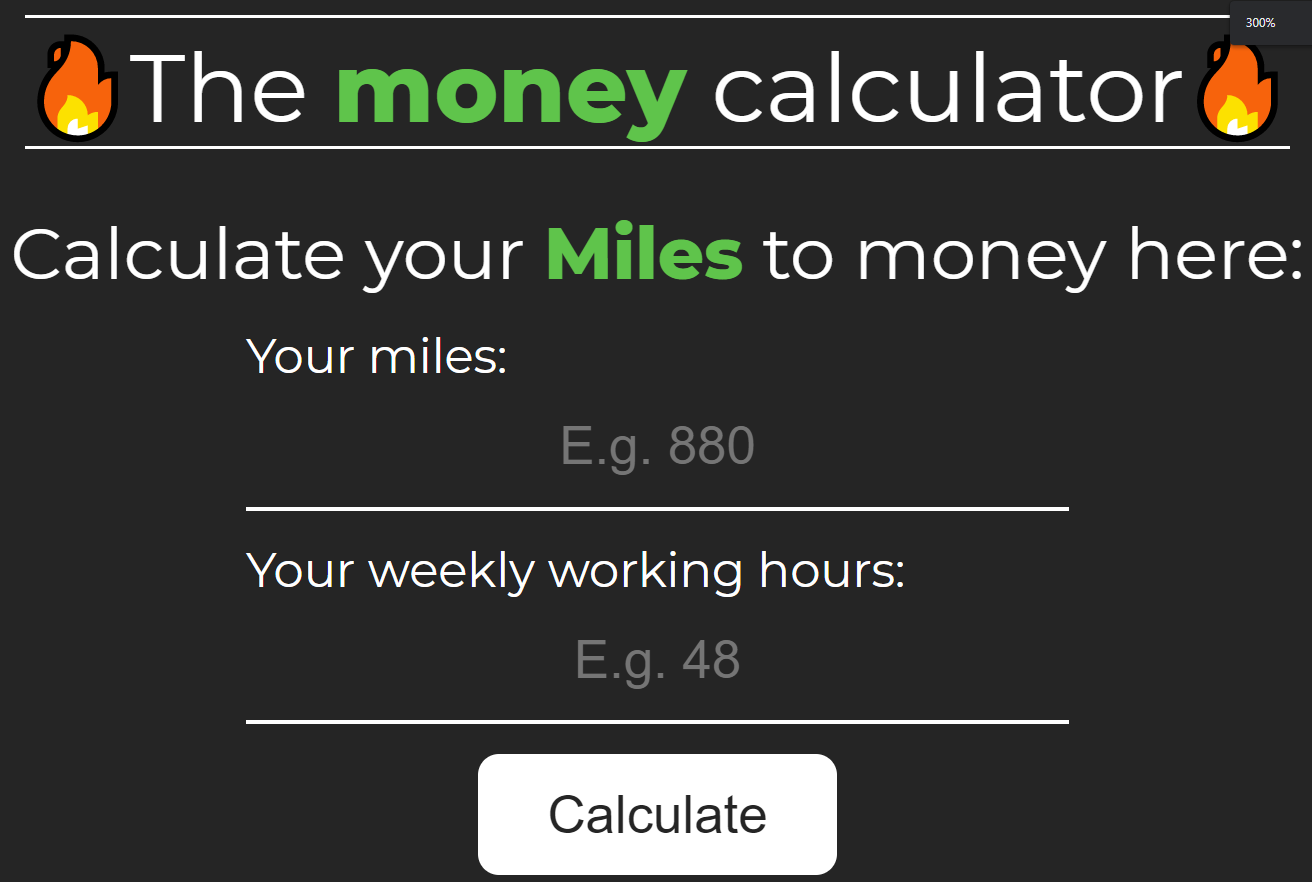 300%
The money calculator
Calculate your Miles to money here:
Your miles:
E.g. 880
Your weekly working hours:
E.g. 48
Calculate